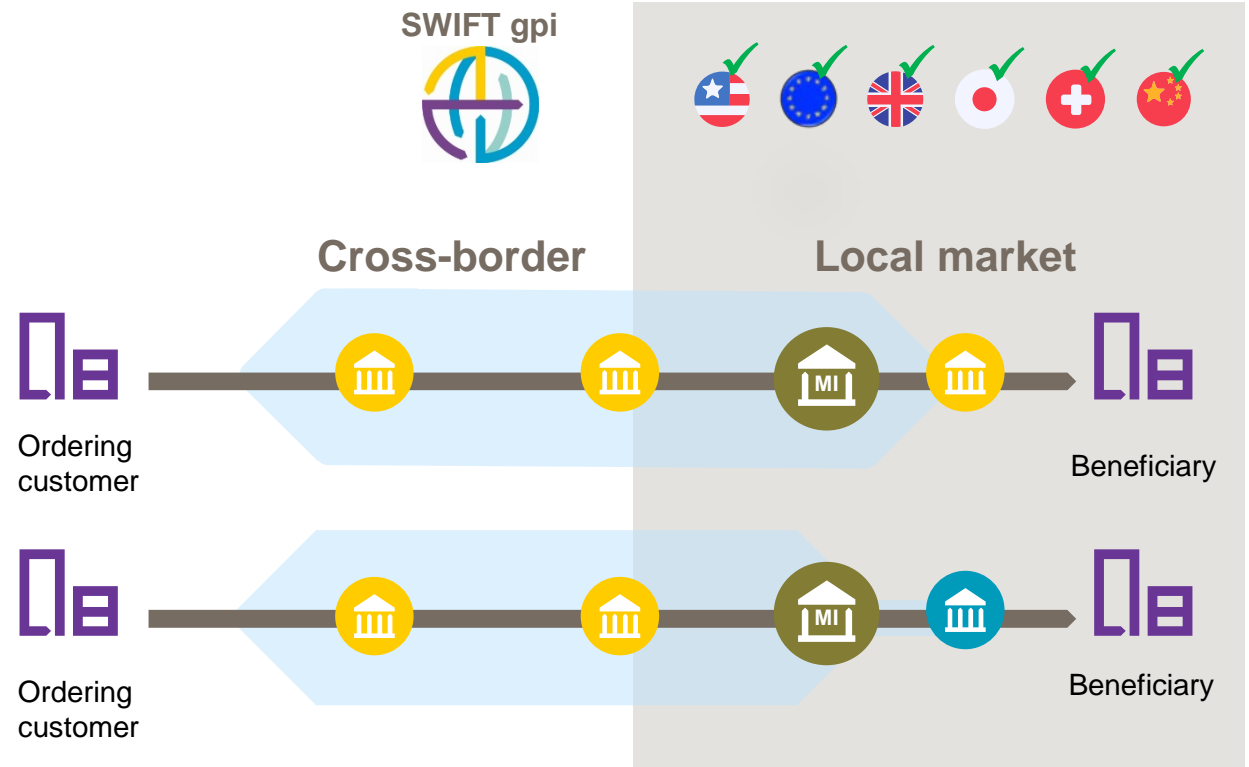 SWIFT gpi
Cross-border
Local market
MI
Ordering
customer
Beneficiary
MI
Ordering
customer
Beneficiary